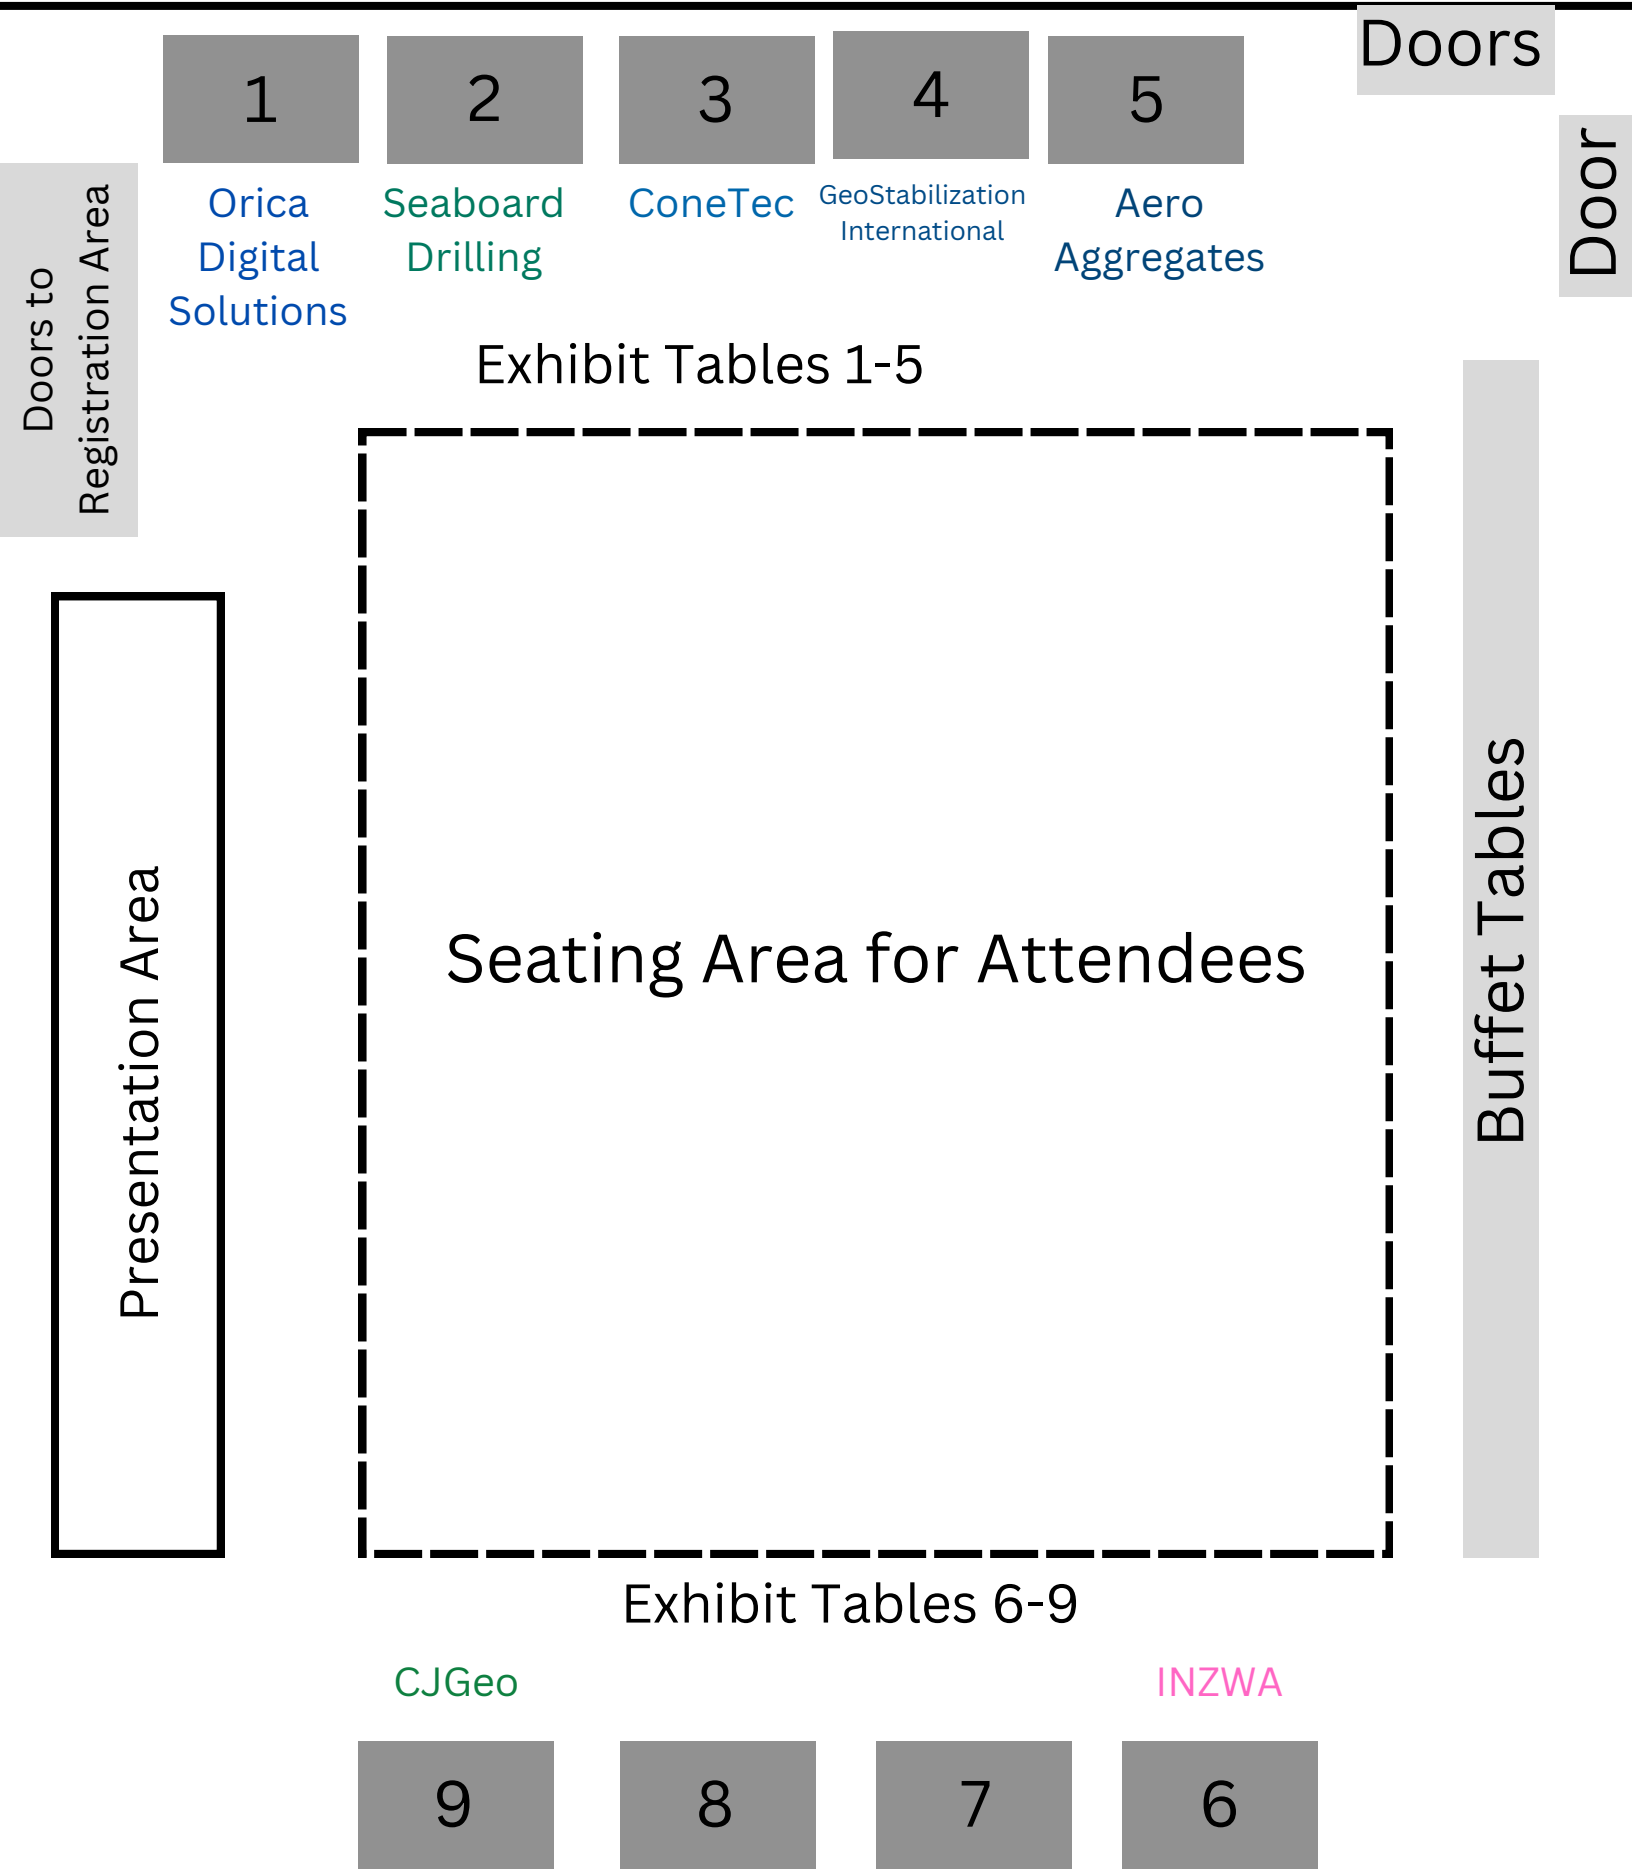 Doors
1
2
3
4
5
Door
Orica
Digital
Solutions
Seaboard
Drilling
ConeTec
GeoStabilization
International
Aero
Aggregates
Doors to
Registration Area
Exhibit Tables 1-5
Presentation Area
Seating Area for Attendees
Buffet Tables
Exhibit Tables 6-9
CJGeo
INZWA
9
8
7
6